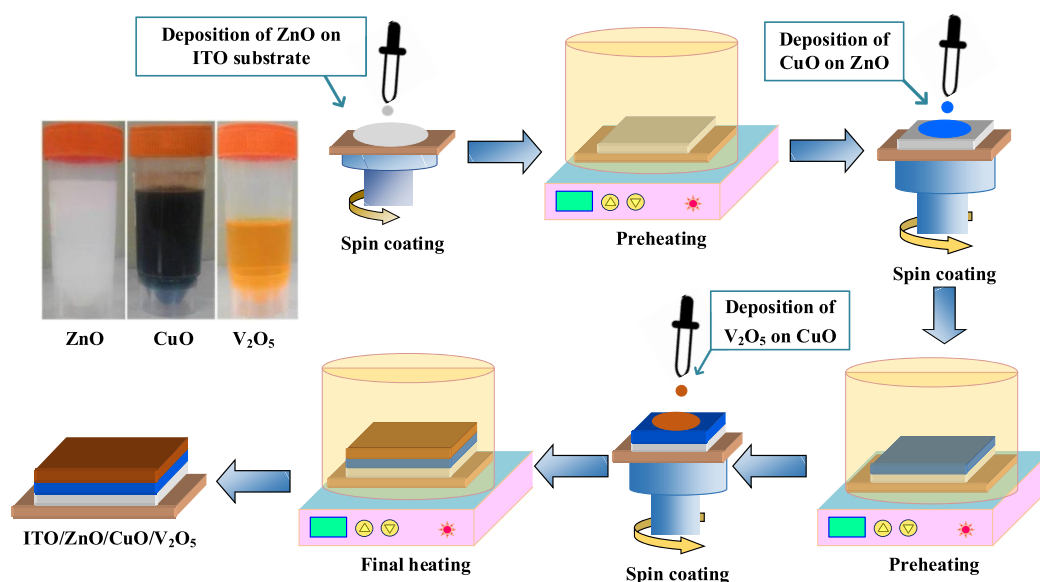 Deposition of ZnO on
ITO substrate
Spin coating
Preheating
Deposition of
CuO on ZnO
Spin coating
ZnO
CuO
V₂O₅
Deposition of
V₂O₅ on CuO
ITO/ZnO/CuO/V₂O₅
Final heating
Spin coating
Preheating